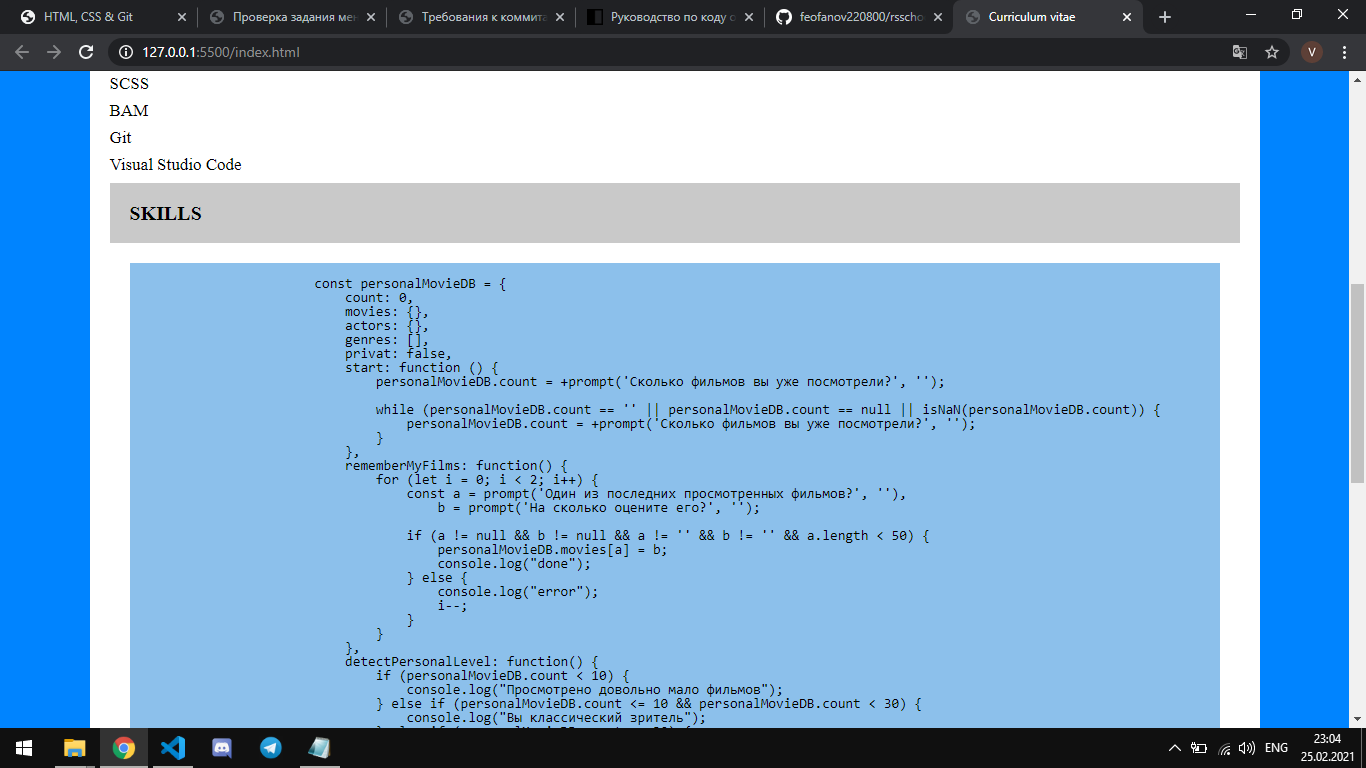 HTML, CSS & Git
Проверка задания мен
Требования к коммита
Руководство по коду о
feofanov220800/rsscho
Curriculum vitae
127.0.0.1:5500/index.html
V
SCSS
BAM
Git
Visual Studio Code
SKILLS
const personalMovieDB = {
count: 0,
movies: {},
actors: {},
genres: [],
privat: false,
start: function () {
personalMovieDB.count = +prompt('Сколько фильмов вы уже посмотрели?', '');
while (personalMovieDB.count == '' || personalMovieDB.count == null || isNaN(personalMovieDB.count)) {
personalMovieDB.count = +prompt('Сколько фильмов вы уже посмотрели?', '');
}
},
rememberMyFilms: function() {
for (let i = 0; i < 2; i++) {
const a = prompt('Один из последних просмотренных фильмов?', ''),
b = prompt('На сколько оцените его?', '');
if (a != null && b != null && a != '' && b != '' && a.length < 50) {
personalMovieDB.movies[a] = b;
console.log("done");
} else {
console.log("error");
i--;
}
}
},
detectPersonalLevel: function() {
if (personalMovieDB.count < 10) {
console.log("Просмотрено довольно мало фильмов");
} else if (personalMovieDB.count <= 10 && personalMovieDB.count < 30) {
console.log("Вы классический зритель");
ENG
23:04
25.02.2021